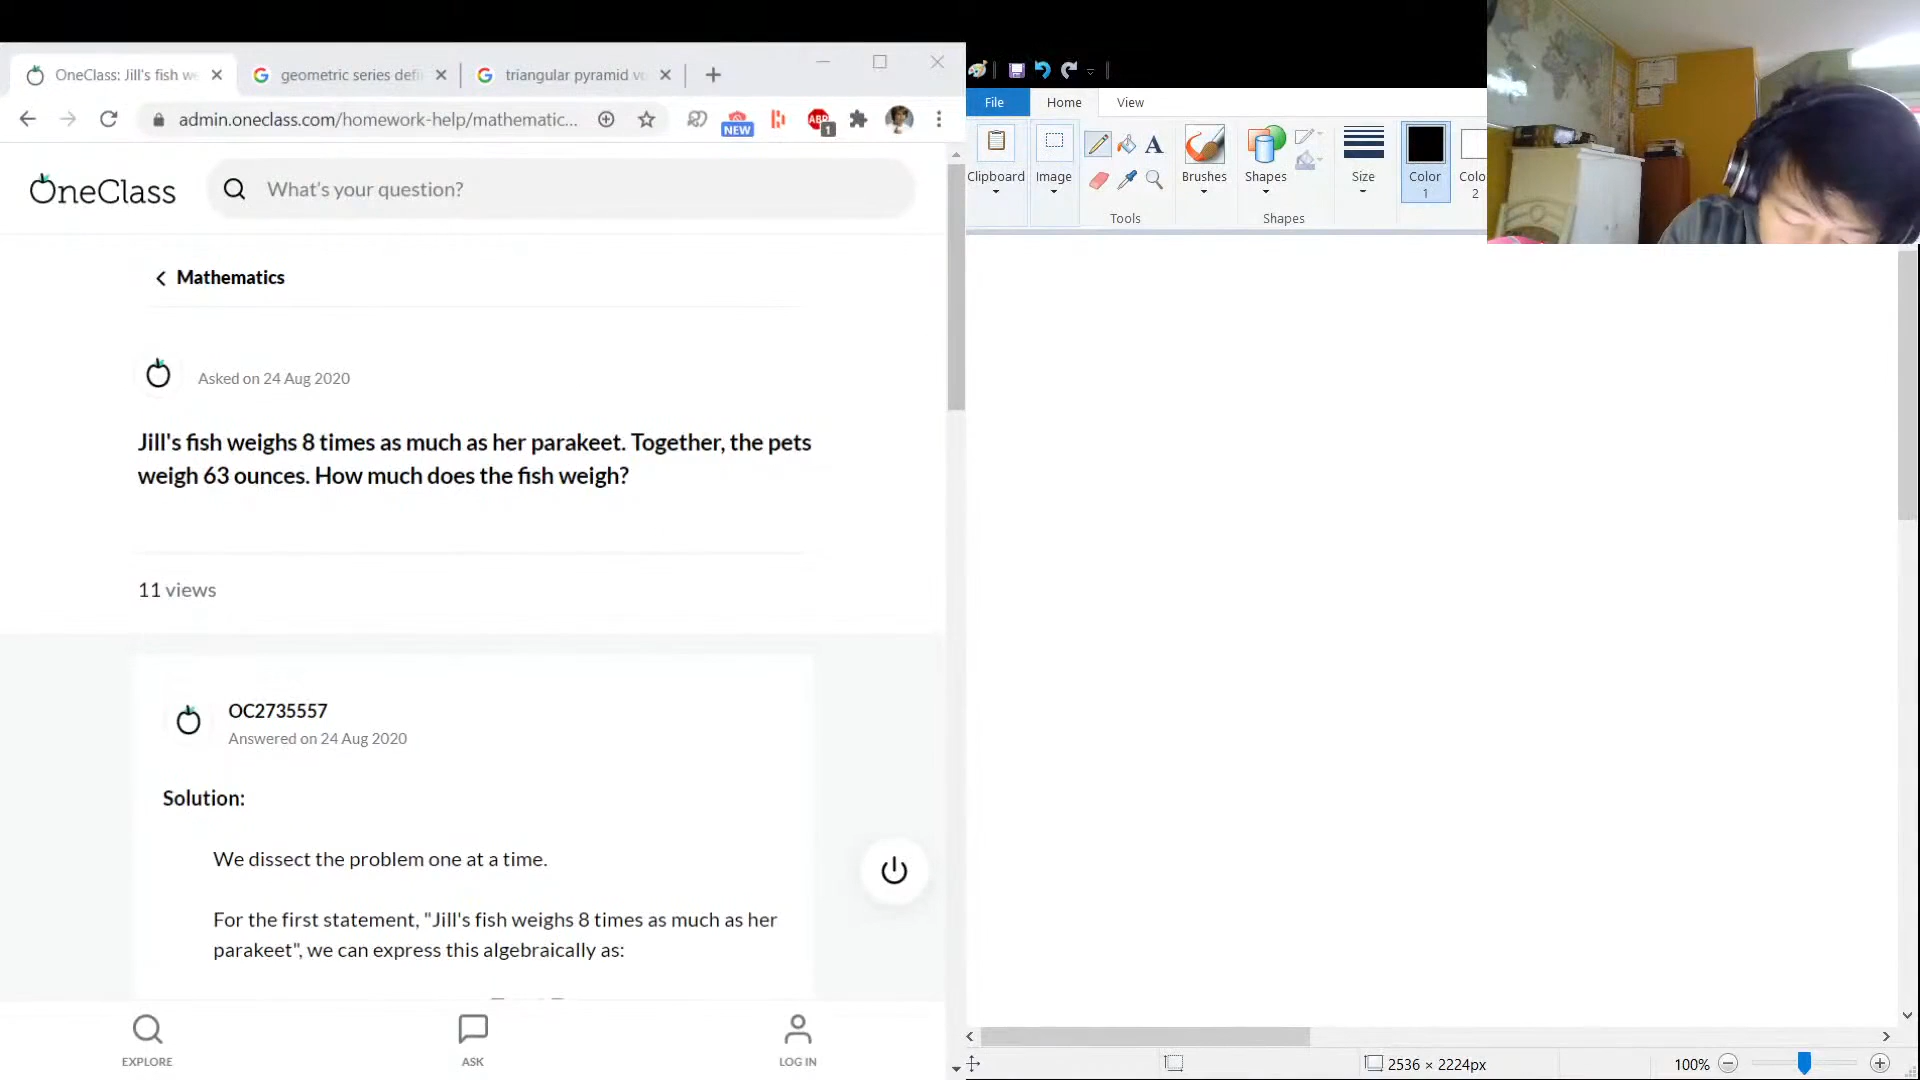 OneClass: Jill's fish we
geometric series defi
triangular pyramid vo
admin.oneclass.com/homework-help/mathematic...
NEW
ABP
1
OneClass
What's your question?
Mathematics
Asked on 24 Aug 2020
Jill's fish weighs 8 times as much as her parakeet. Together, the pets
weigh 63 ounces. How much does the fish weigh?
11 views
OC2735557
Answered on 24 Aug 2020
Solution:
We dissect the problem one at a time.
For the first statement, "Jill's fish weighs 8 times as much as her
parakeet", we can express this algebraically as:
EXPLORE
ASK
LOG IN
File
Home
View
Clipboard
Image
A
Tools
Brushes
Shapes
Shapes
Size
Color
1
Colo
2
2536 × 2224px
100%